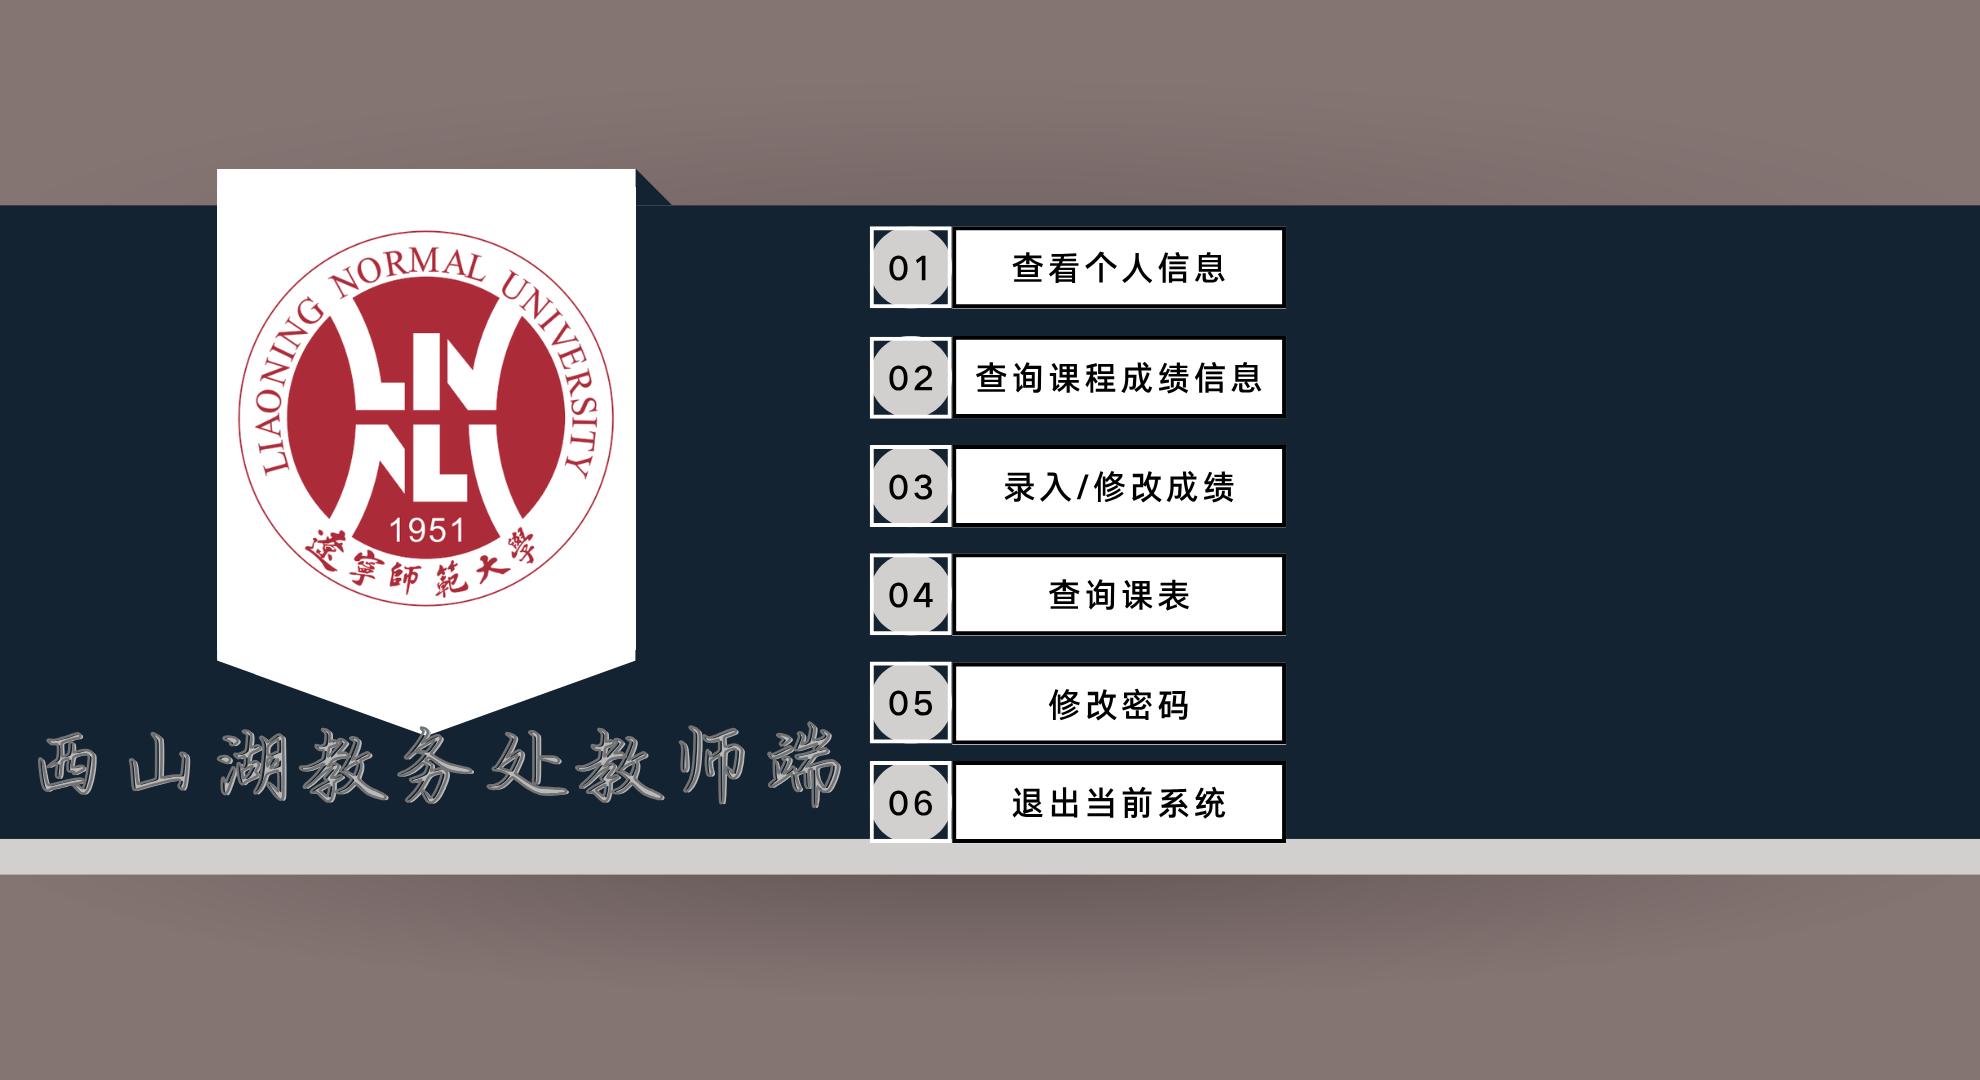 LIAONING NORMAL UNIVERSITY
1951
遼寧師範大學
西山湖教务处教师端
01 查看个人信息
02 查询课程成绩信息
03 录入/修改成绩
04 查询课表
05 修改密码
06 退出当前系统